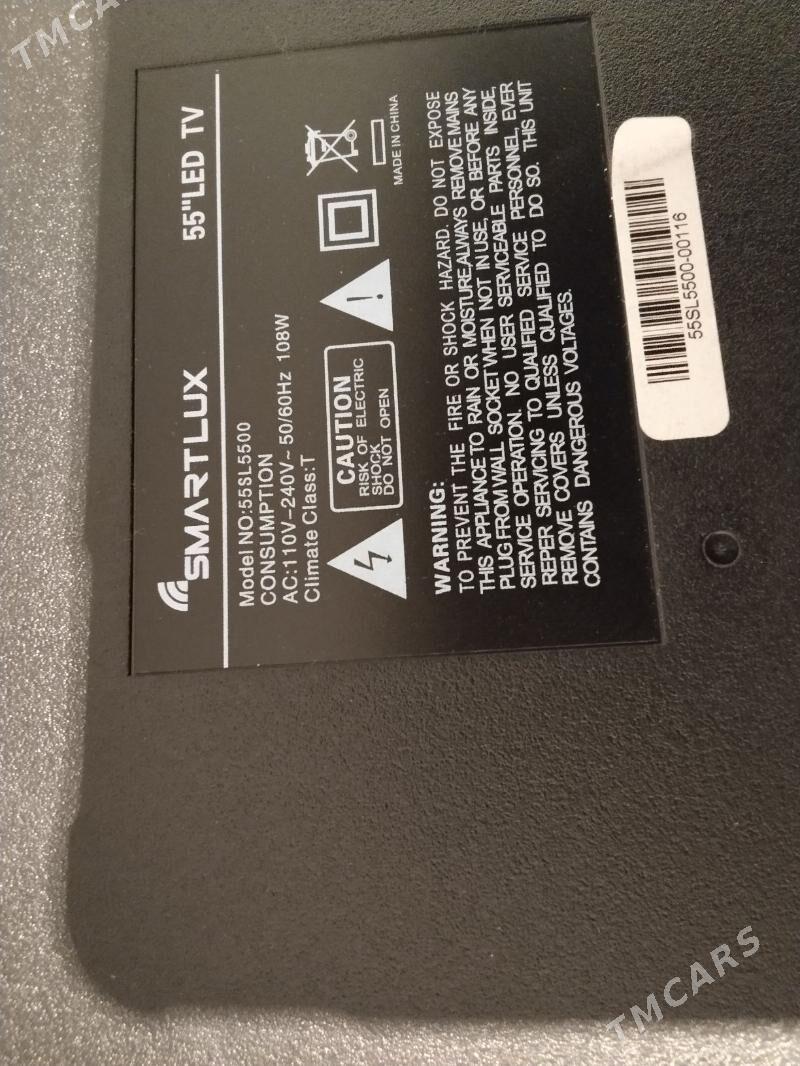 SMARTLUX
55"LED TV
Model NO:55SL5500
CONSUMPTION
AC:110V-240V~ 50/60Hz 108W
Climate Class:T
CAUTION
RISK OF ELECTRIC
SHOCK
DO NOT OPEN
MADE IN CHINA
WARNING:
TO PREVENT THE FIRE OR SHOCK HAZARD. DO NOT EXPOSE
THIS APPLIANCE TO RAIN OR MOISTURE.ALWAYS REMOVE MAINS
PLUG FROM WALL SOCKET WHEN NOT IN USE, OR BEFORE ANY
SERVICE OPERATION. NO USER SERVICEABLE PARTS INSIDE,
REPER SERVICING TO QUALIFIED SERVICE PERSONNEL, EVER
REMOVE COVERS UNLESS QUALIFIED TO DO SO. THIS UNIT
CONTAINS DANGEROUS VOLTAGES.
55SL5500-00116
TMCARS
TMCARS